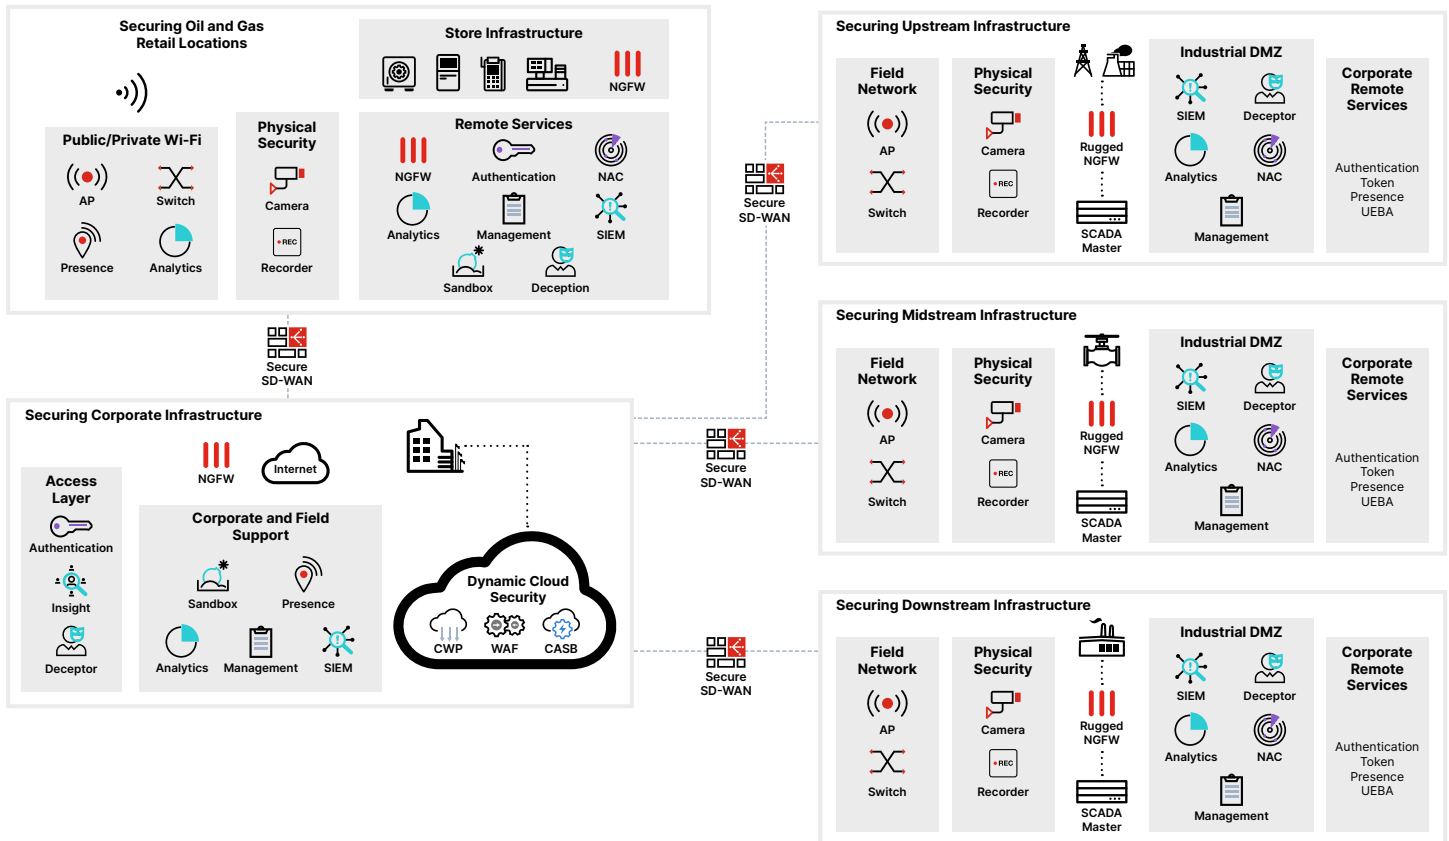 Securing Oil and Gas
Retail Locations
Public/Private Wi-Fi
AP
Switch
Presence
Analytics
Physical
Security
Camera
REC
Recorder
Store Infrastructure
NGFW
Remote Services
NGFW
Authentication
NAC
Analytics
Management
SIEM
Sandbox
Deception
Secure
SD-WAN
Securing Corporate Infrastructure
NGFW
Internet
Access
Layer
Authentication
Insight
Deceptor
Corporate and Field
Support
Sandbox
Presence
Analytics
Management
SIEM
Dynamic Cloud
Security
CWP
WAF
CASB
Secure
SD-WAN
Secure
SD-WAN
Secure
SD-WAN
Securing Upstream Infrastructure
Field
Network
AP
Switch
Physical
Security
Camera
REC
Recorder
Rugged
NGFW
SCADA
Master
Industrial DMZ
SIEM
Deceptor
Analytics
NAC
Management
Corporate
Remote
Services
Authentication
Token
Presence
UEBA
Securing Midstream Infrastructure
Field
Network
AP
Switch
Physical
Security
Camera
REC
Recorder
Rugged
NGFW
SCADA
Master
Industrial DMZ
SIEM
Deceptor
Analytics
NAC
Management
Corporate
Remote
Services
Authentication
Token
Presence
UEBA
Securing Downstream Infrastructure
Field
Network
AP
Switch
Physical
Security
Camera
REC
Recorder
Rugged
NGFW
SCADA
Master
Industrial DMZ
SIEM
Deceptor
Analytics
NAC
Management
Corporate
Remote
Services
Authentication
Token
Presence
UEBA